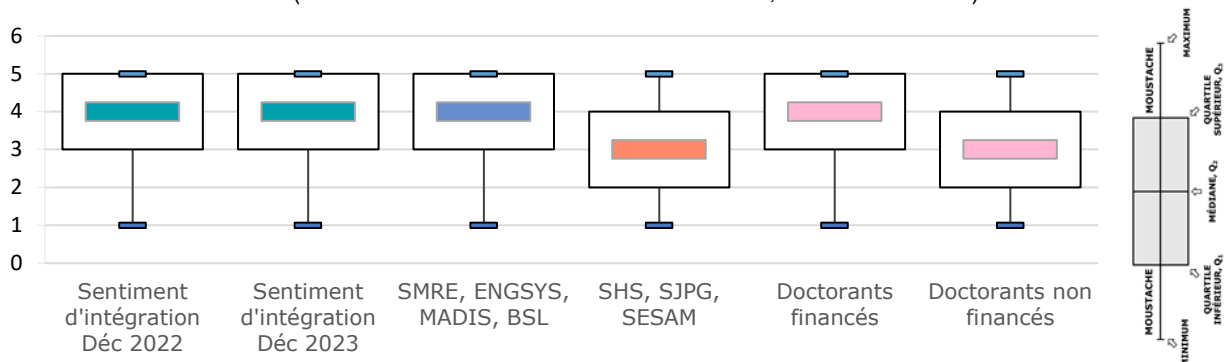 6
5
4
3
2
1
0
Sentiment
d'intégration
Déc 2022
Sentiment
d'intégration
Déc 2023
SMRE, ENGSYS,
MADIS, BSL
SHS, SJPG,
SESAM
Doctorants
financés
Doctorants non
financés
MAXIMUM
MOUSTACHE
QUARTILE
SUPÉRIEUR, Q₃
MÉDIANE, Q₂
QUARTILE
INFÉRIEUR, Q₁
MOUSTACHE
MINIMUM